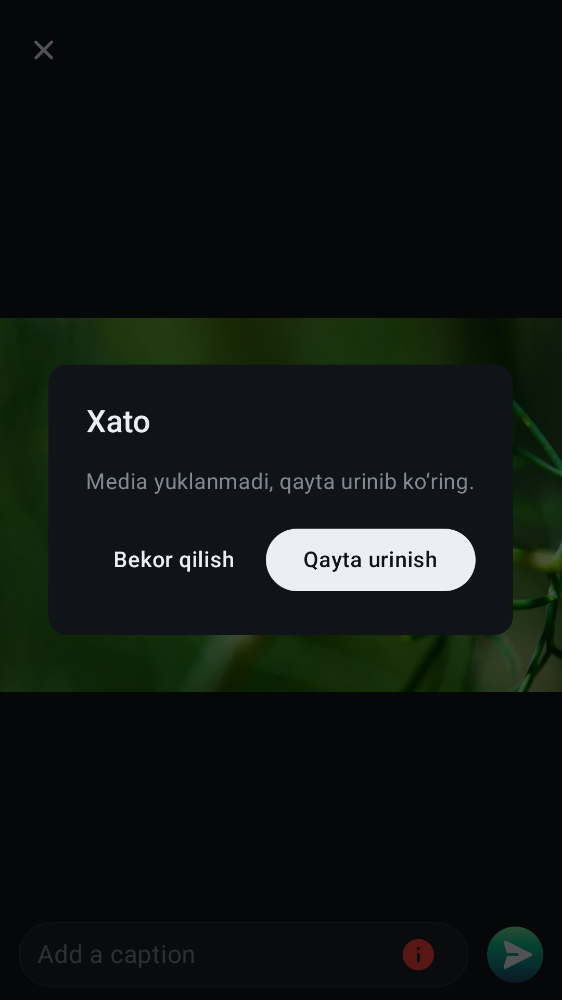 Xato
Media yuklanmadi, qayta urinib ko‘ring.
Bekor qilish
Qayta urinish
Add a caption